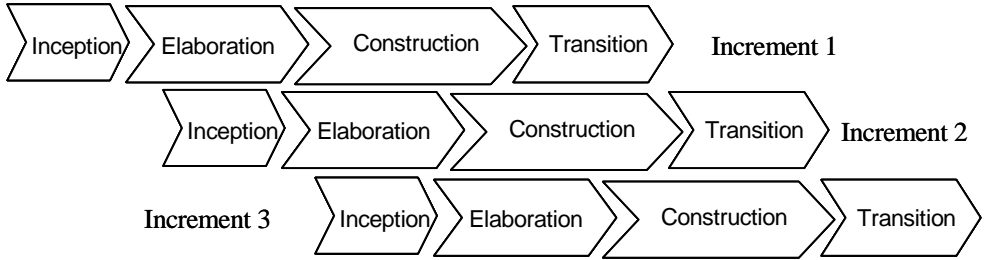 Inception Elaboration Construction Transition Increment 1
Inception Elaboration Construction Transition Increment 2
Increment 3 Inception Elaboration Construction Transition